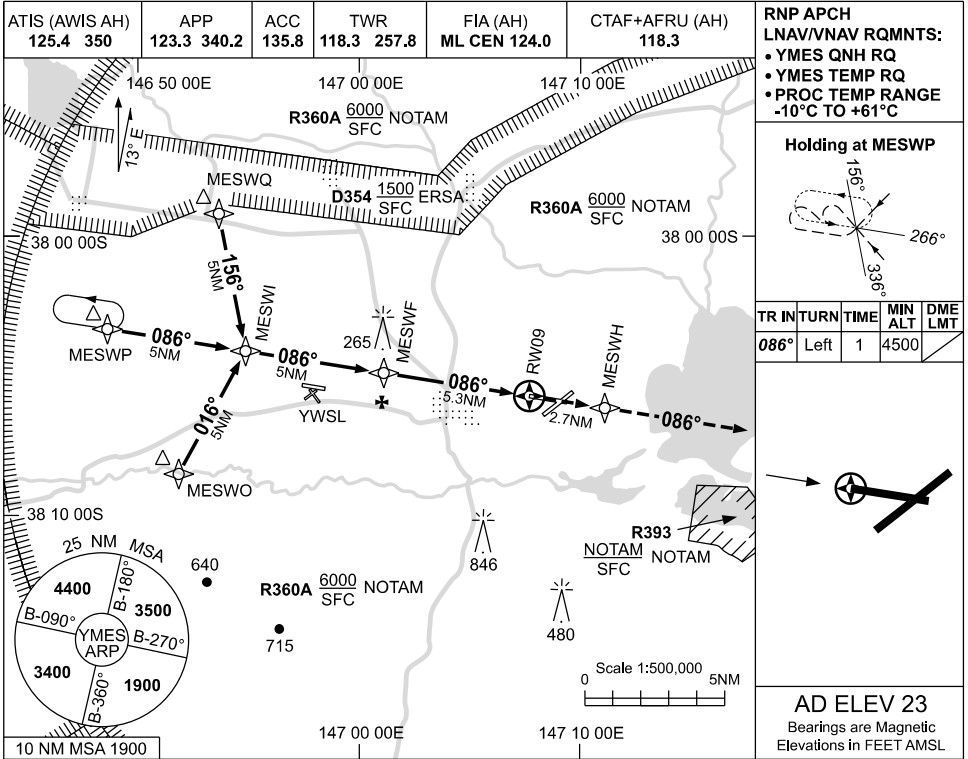 ATIS (AWIS AH)
125.4 350
APP
123.3 340.2
ACC
135.8
TWR
118.3 257.8
FIA (AH)
ML CEN 124.0
CTAF+AFRU (AH)
118.3
RNP APCH
LNAV/VNAV RQMNTS:
• YMES QNH RQ
• YMES TEMP RQ
• PROC TEMP RANGE
-10°C TO +61°C
146 50 00E
147 00 00E
147 10 00E
13° E
R360A 6000 SFC NOTAM
MESWQ
D354 1500 SFC ERSA
R360A 6000 SFC NOTAM
38 00 00S
38 00 00S
156°
5NM
MESWI
MESWP
086°
5NM
086°
5NM
265
MESWF
YWSL
086°
5.3NM
RW09
2.7NM
MESWH
086°
016°
5NM
MESWO
38 10 00S
R393
NOTAM SFC NOTAM
846
480
640
715
R360A 6000 SFC NOTAM
25 NM MSA
4400
B-180°
3500
B-090°
YMES
ARP
B-270°
3400
B-360°
1900
10 NM MSA 1900
Scale 1:500,000
0
5NM
147 00 00E
147 10 00E
Holding at MESWP
156°
266°
336°
TR IN TURN TIME MIN ALT DME LMT
086° Left 1 4500
AD ELEV 23
Bearings are Magnetic
Elevations in FEET AMSL